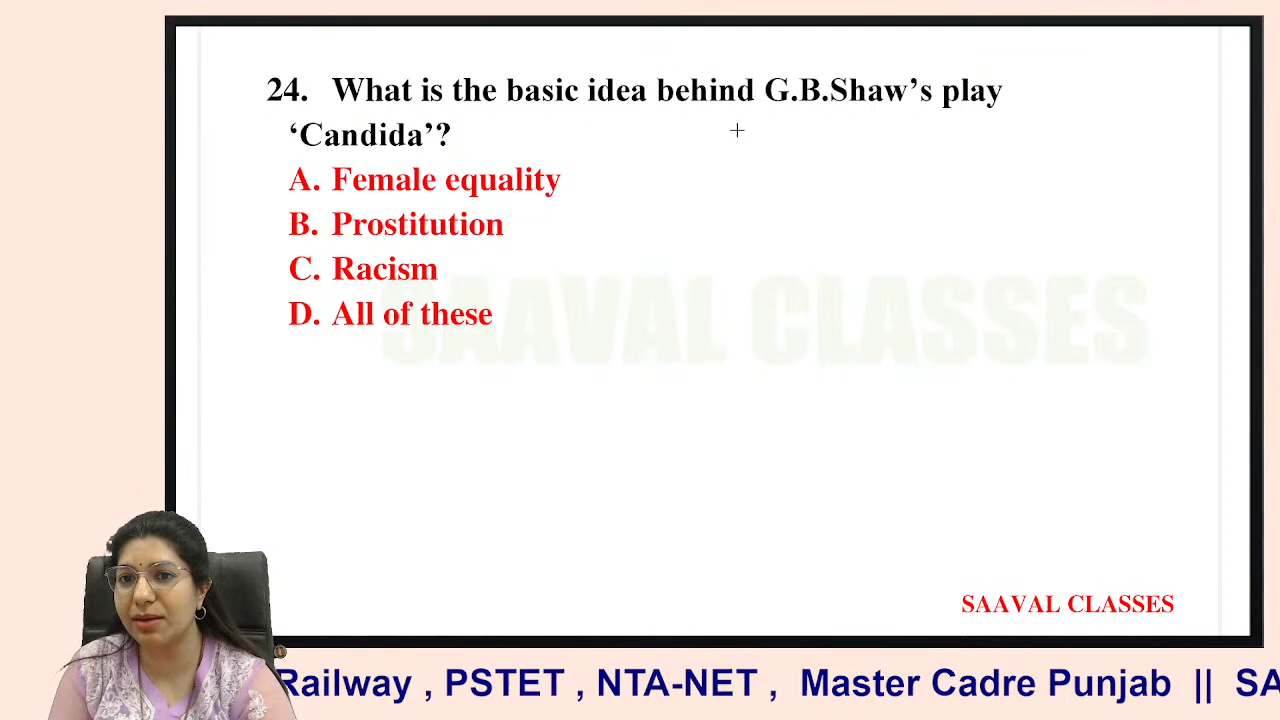 24. What is the basic idea behind G.B.Shaw’s play
‘Candida’?
A. Female equality
B. Prostitution
C. Racism
D. All of these
SAAVAL CLASSES
SAAVAL CLASSES
Railway , PSTET , NTA-NET , Master Cadre Punjab || SA